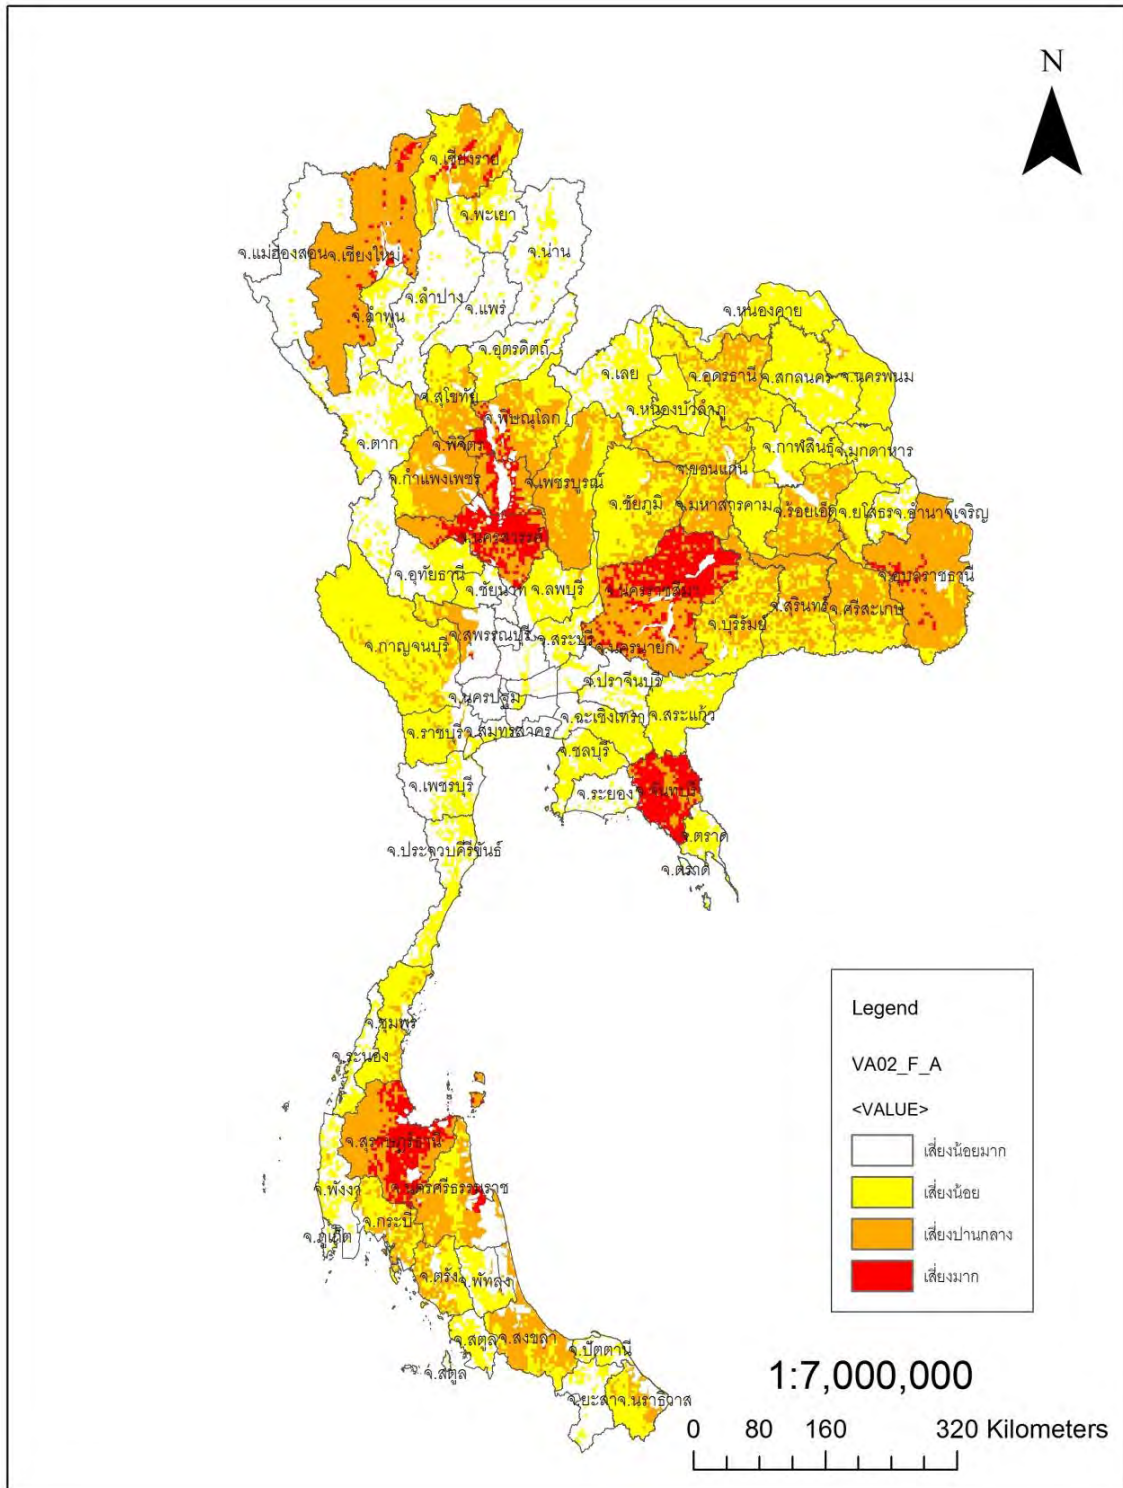 N
จ.เชียงราย
จ.พะเยา
จ.แม่ฮ่องสอน
จ.เชียงใหม่
จ.น่าน
จ.ลำปาง
จ.แพร่
จ.ลำพูน
จ.หนองคาย
จ.อุตรดิตถ์
จ.เลย
จ.อุดรธานี
จ.สกลนคร
จ.นครพนม
จ.สุโขทัย
จ.หนองบัวลำภู
จ.พิษณโลก
จ.ตาก
จ.พิจิตร
จ.กาฬสินธุ์
จ.มุกดาหาร
จ.ขอนแก่น
จ.กำแพงเพชร
จ.เพชรบูรณ์
จ.ชัยภูมิ
จ.มหาสารคาม
จ.ร้อยเอ็ด
จ.ยโสธร
จ.อำนาจเจริญ
จ.นครสวรรค์
จ.อุทัยธานี
จ.ชัยนาท
จ.ลพบุรี
จ.นครราชสีมา
จ.อุบลราชธานี
จ.สุรินทร์
จ.ศรีสะเกษ
จ.บุรีรัมย์
จ.สุพรรณบุรี
จ.สระบุรี
จ.นครนายก
จ.กาญจนบุรี
จ.ปราจีนบุรี
จ.นครปฐม
จ.ฉะเชิงเทรา
จ.สระแก้ว
จ.ราชบุรี
จ.สมุทรสาคร
จ.ชลบุรี
จ.เพชรบุรี
จ.ระยอง
จ.จันทบุรี
จ.ตราด
จ.ประจวบคีรีขันธ์
จ.ตราด
จ.ชุมพร
จ.ระนอง
จ.สุราษฎร์ธานี
จ.พังงา
จ.นครศรีธรรมราช
จ.กระบี่
จ.ภูเก็ต
จ.ตรัง
จ.พัทลุง
จ.สตูล
จ.สงขลา
จ.ปัตตานี
จ.สตูล
จ.ยะลา
จ.นราธิวาส
Legend
VA02_F_A
<VALUE>
เสี่ยงน้อยมาก
เสี่ยงน้อย
เสี่ยงปานกลาง
เสี่ยงมาก
1:7,000,000
0 80 160 320 Kilometers